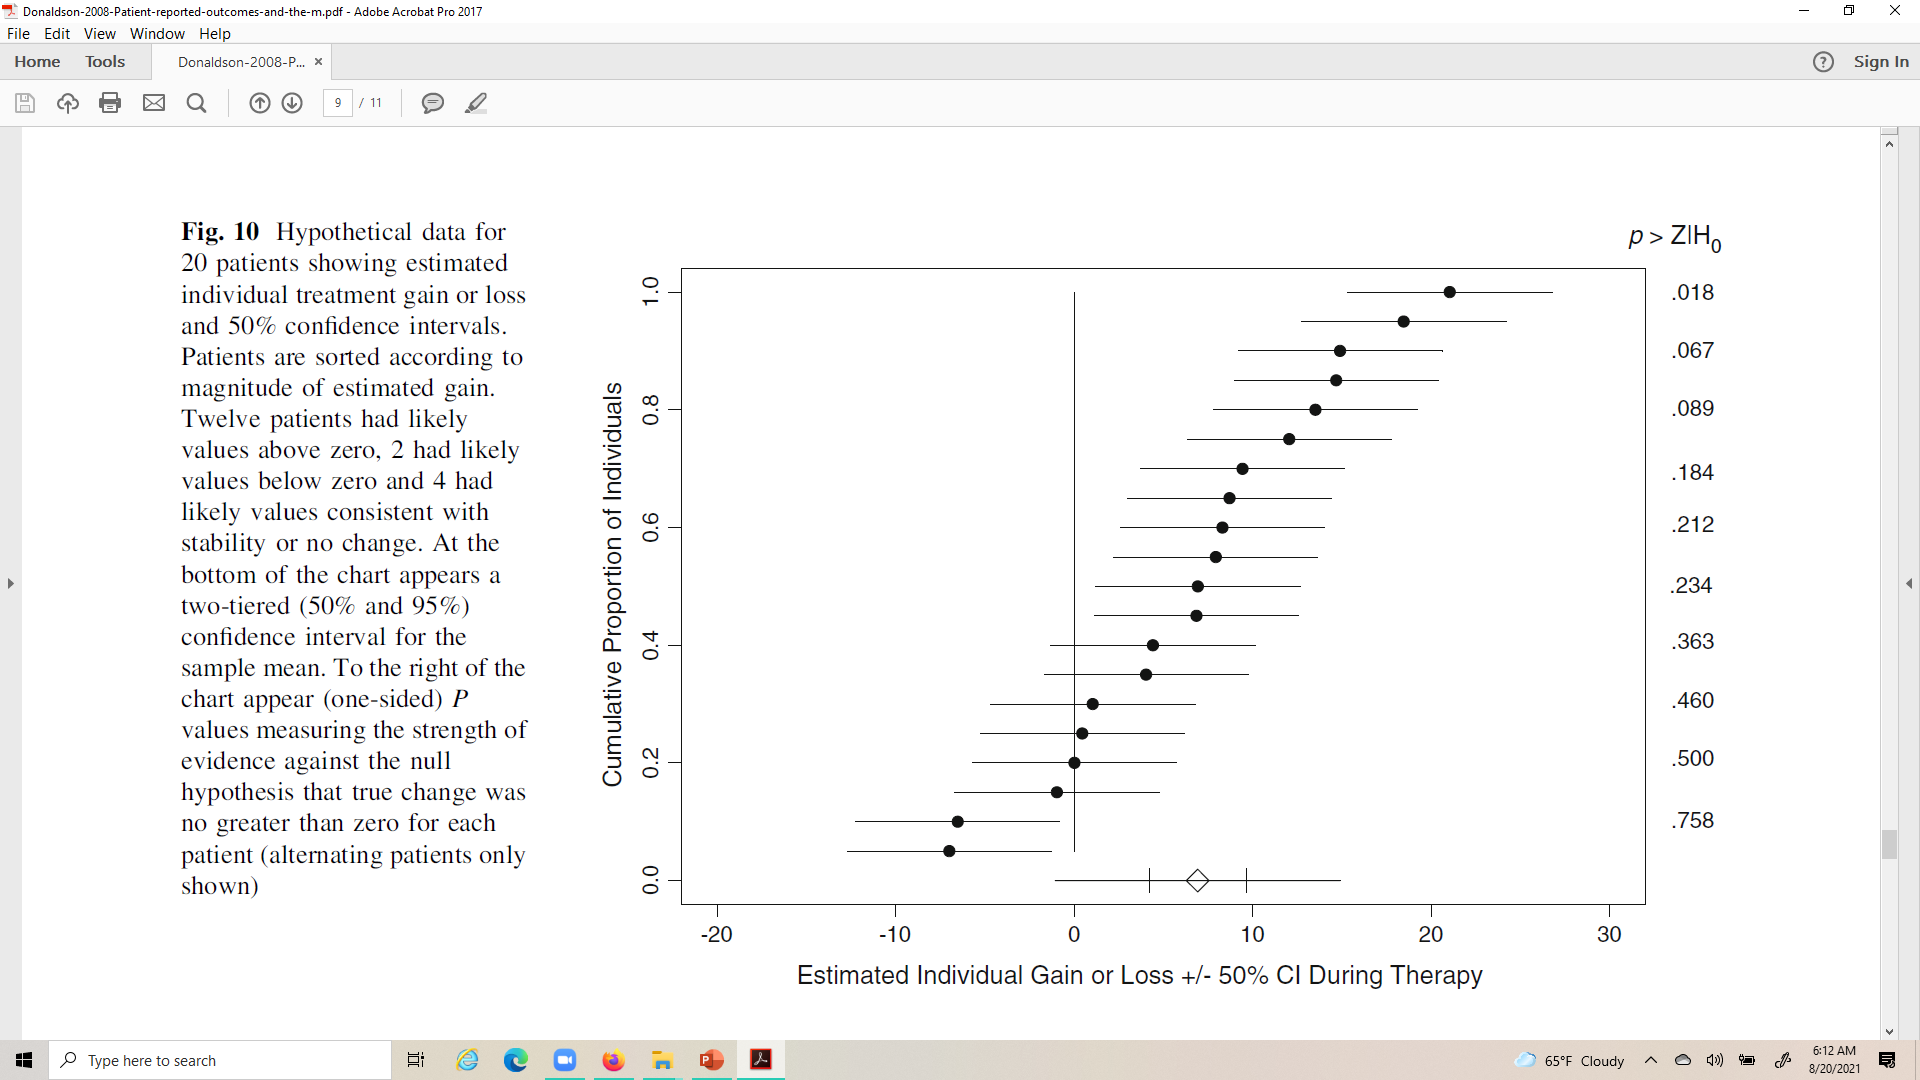 Donaldson-2008-Patient-reported-outcomes-and-the-m.pdf - Adobe Acrobat Pro 2017
File Edit View Window Help
Home Tools Donaldson-2008-P... × ? Sign In
9 / 11
Fig. 10 Hypothetical data for
20 patients showing estimated
individual treatment gain or loss
and 50% confidence intervals.
Patients are sorted according to
magnitude of estimated gain.
Twelve patients had likely
values above zero, 2 had likely
values below zero and 4 had
likely values consistent with
stability or no change. At the
bottom of the chart appears a
two-tiered (50% and 95%)
confidence interval for the
sample mean. To the right of the
chart appear (one-sided) P
values measuring the strength of
evidence against the null
hypothesis that true change was
no greater than zero for each
patient (alternating patients only
shown)
Cumulative Proportion of Individuals
1.0
0.8
0.6
0.4
0.2
0.0
p > Z|H0
.018
.067
.089
.184
.212
.234
.363
.460
.500
.758
-20 -10 0 10 20 30
Estimated Individual Gain or Loss +/- 50% CI During Therapy
Type here to search
65°F Cloudy
6:12 AM
8/20/2021